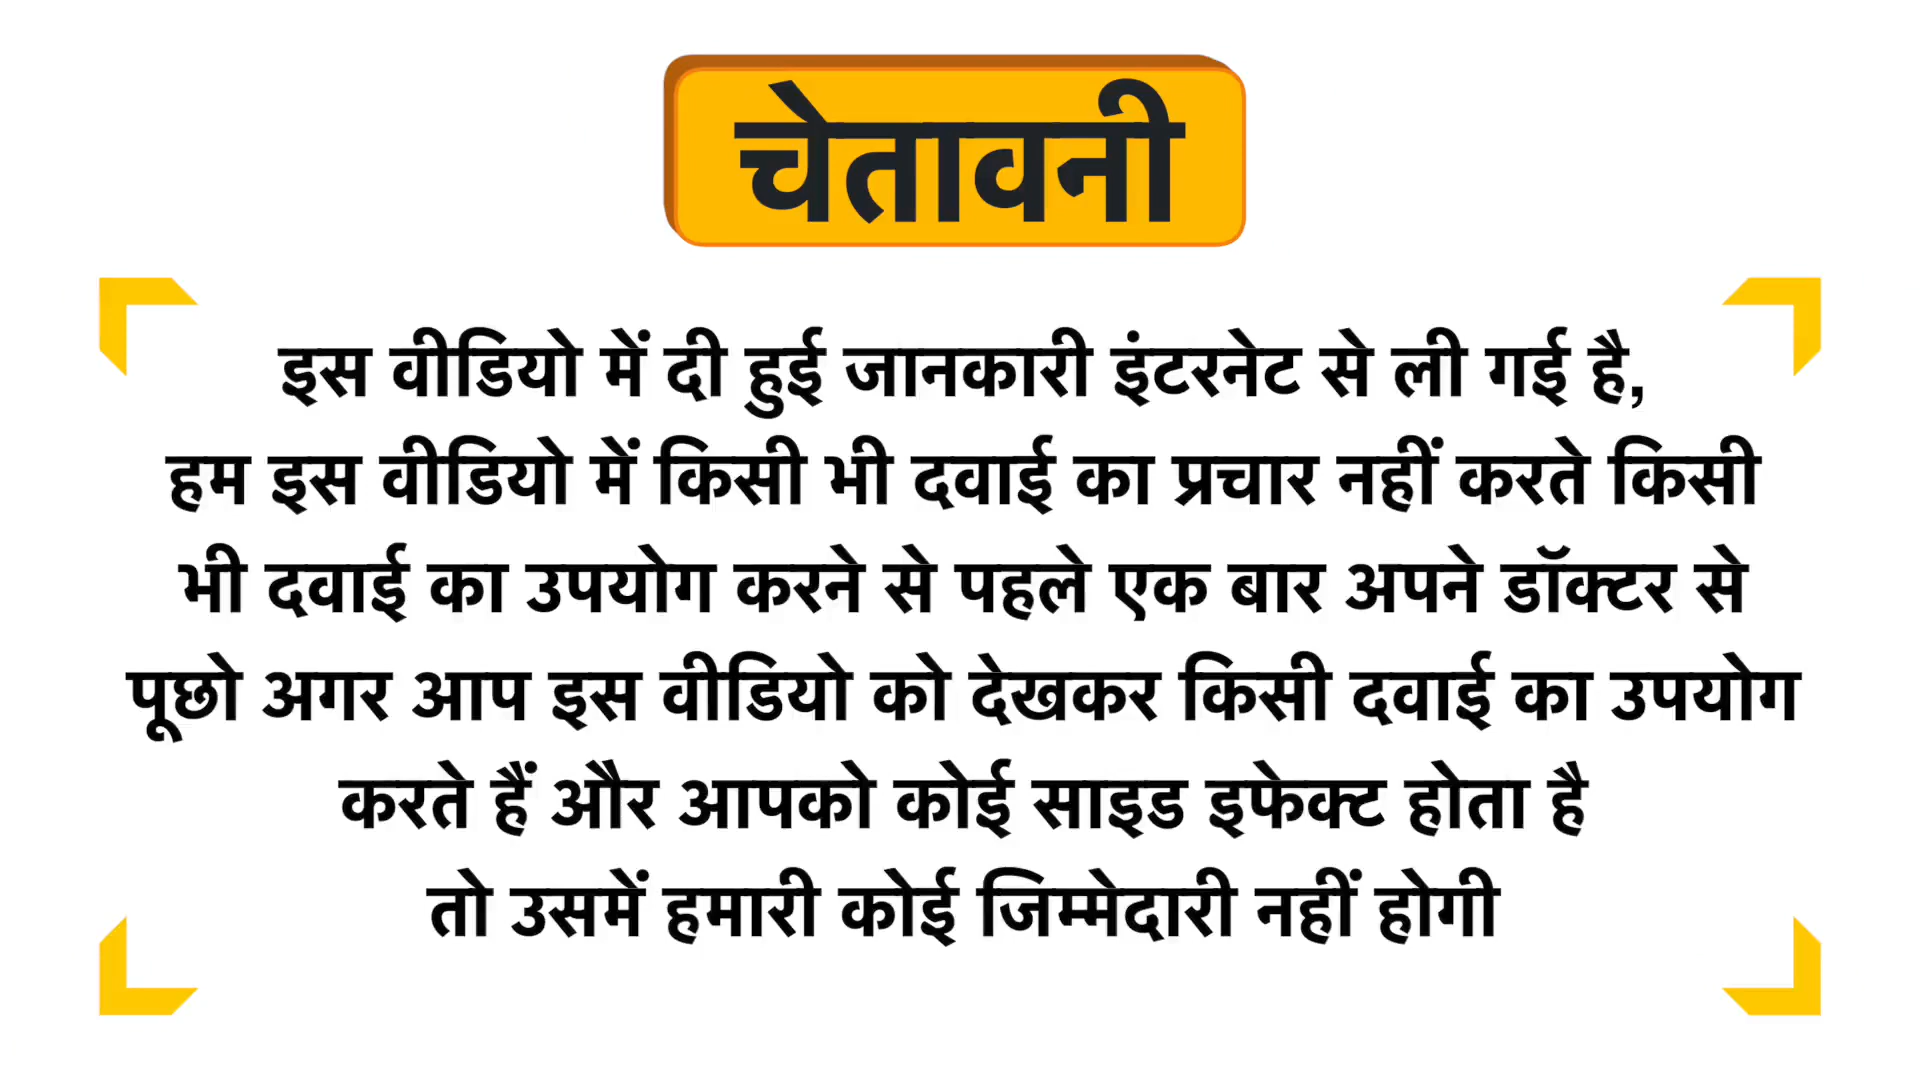 चेतावनी
इस वीडियो में दी हुई जानकारी इंटरनेट से ली गई है,
हम इस वीडियो में किसी भी दवाई का प्रचार नहीं करते किसी
भी दवाई का उपयोग करने से पहले एक बार अपने डॉक्टर से
पूछो अगर आप इस वीडियो को देखकर किसी दवाई का उपयोग
करते हैं और आपको कोई साइड इफेक्ट होता है
तो उसमें हमारी कोई जिम्मेदारी नहीं होगी